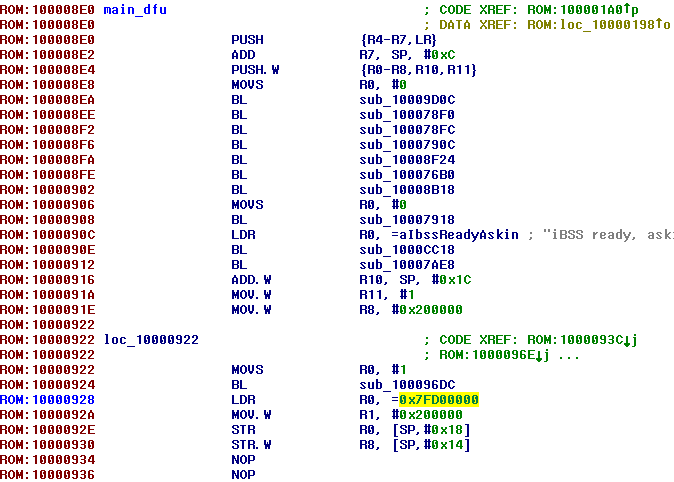 ROM:100008E0 main_dfu ; CODE XREF: ROM:100001A0↑p
ROM:100008E0 ; DATA XREF: ROM:loc_10000198↑o
ROM:100008E0 PUSH {R4-R7,LR}
ROM:100008E2 ADD R7, SP, #0xC
ROM:100008E4 PUSH.W {R0-R8,R10,R11}
ROM:100008E8 MOVS R0, #0
ROM:100008EA BL sub_10009D0C
ROM:100008EE BL sub_100078F0
ROM:100008F2 BL sub_100078FC
ROM:100008F6 BL sub_1000790C
ROM:100008FA BL sub_10008F24
ROM:100008FE BL sub_100076B0
ROM:10000902 BL sub_10008B18
ROM:10000906 MOVS R0, #0
ROM:10000908 BL sub_10007918
ROM:1000090C LDR R0, =aIbssReadyAskin ; "iBSS ready, ask
ROM:1000090E BL sub_1000CC18
ROM:10000912 BL sub_10007AE8
ROM:10000916 ADD.W R10, SP, #0x1C
ROM:1000091A MOV.W R11, #1
ROM:1000091E MOV.W R8, #0x200000
ROM:10000922
ROM:10000922 loc_10000922 ; CODE XREF: ROM:1000093C↓j
ROM:10000922 ; ROM:1000096E↓j ...
ROM:10000922 MOVS R0, #1
ROM:10000924 BL sub_100096DC
ROM:10000928 LDR R0, =0x7FD00000
ROM:1000092A MOV.W R1, #0x200000
ROM:1000092E STR R0, [SP,#0x18]
ROM:10000930 STR.W R8, [SP,#0x14]
ROM:10000934 NOP
ROM:10000936 NOP